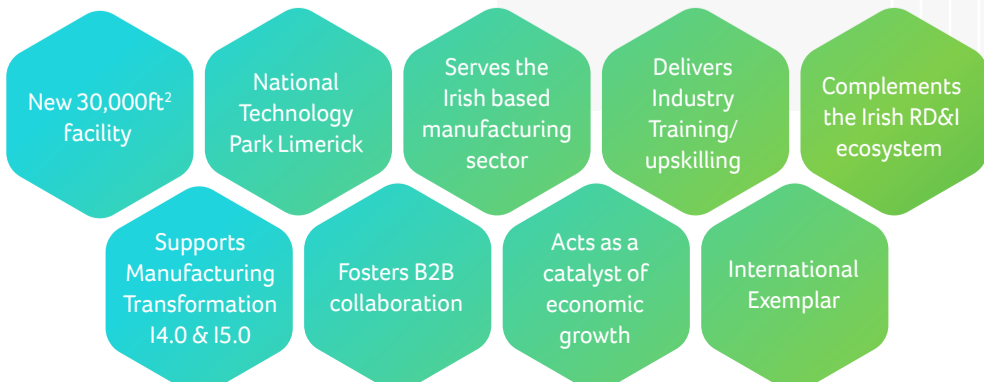 New 30,000ft²
facility
National
Technology
Park Limerick
Serves the
Irish based
manufacturing
sector
Delivers
Industry
Training/
upskilling
Complements
the Irish RD&I
ecosystem
Supports
Manufacturing
Transformation
I4.0 & I5.0
Fosters B2B
collaboration
Acts as a
catalyst of
economic
growth
International
Exemplar